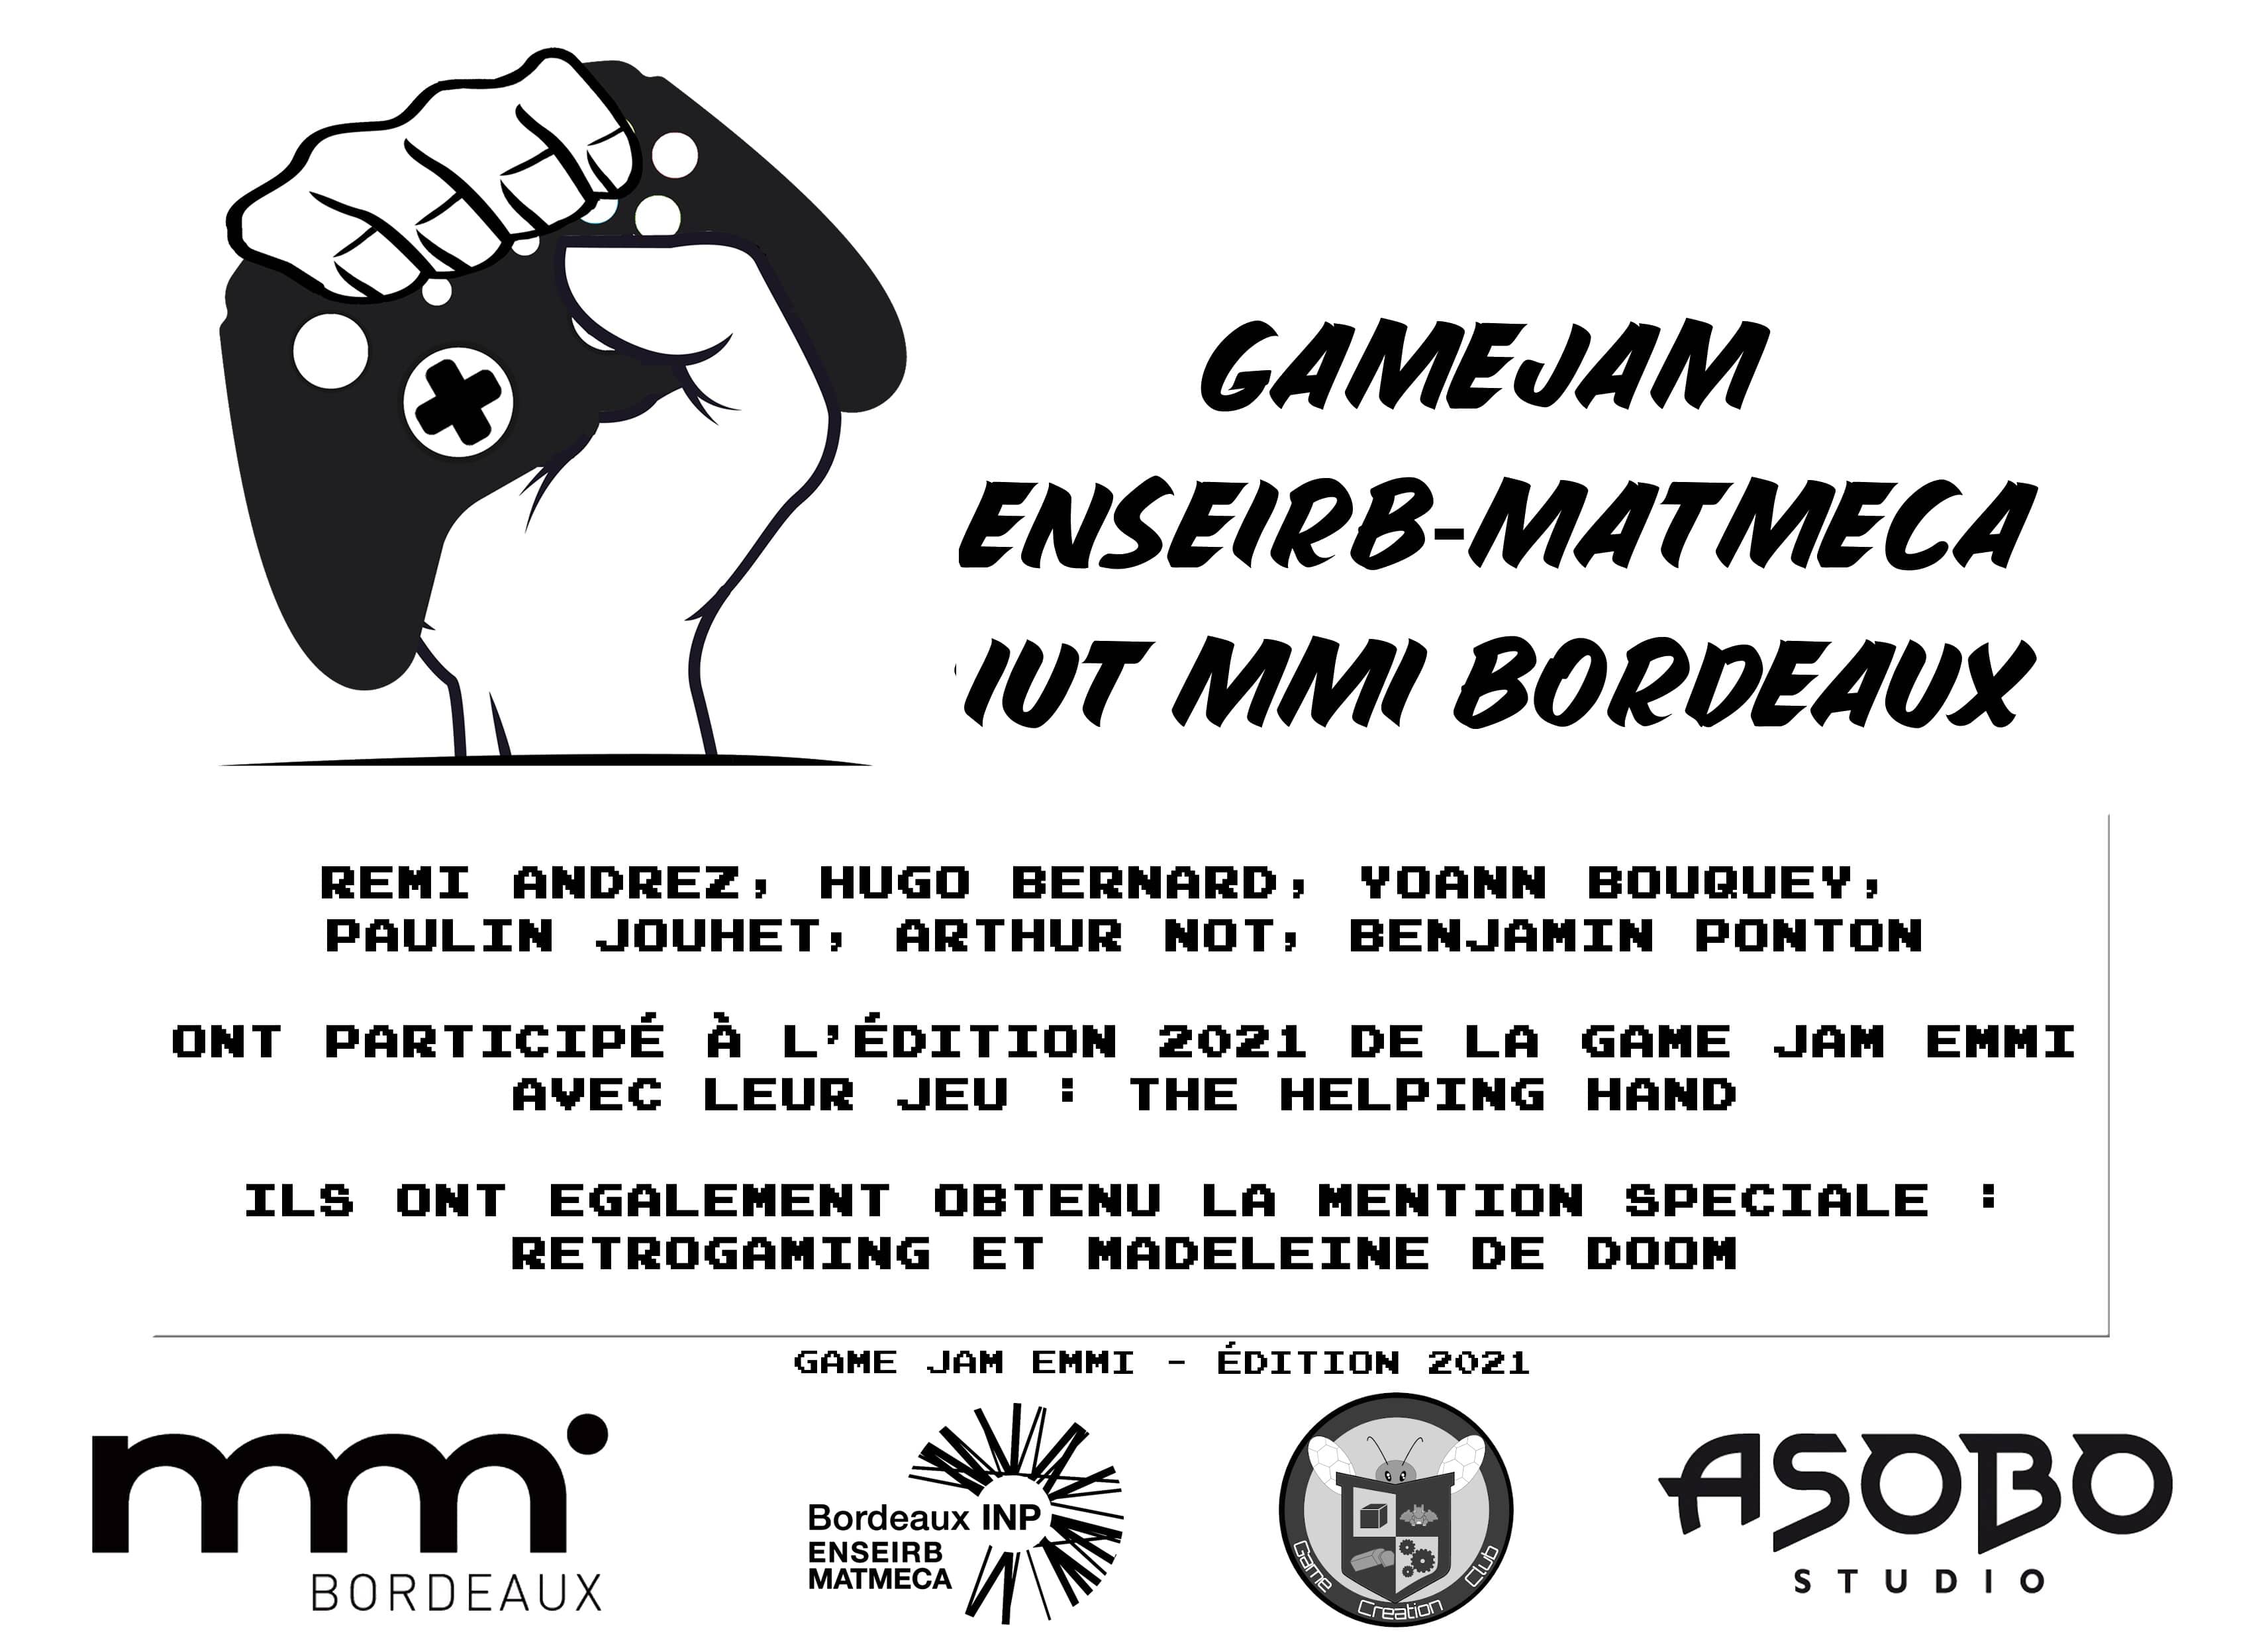 GAMEJAM
ENSEIRB-MATMECA
IUT MMI BORDEAUX
REMI ANDREZ, HUGO BERNARD, YOANN BOUQUEY,
PAULIN JOUHET, ARTHUR NOT, BENJAMIN PONTON
ONT PARTICIPÉ À L'ÉDITION 2021 DE LA GAME JAM EMMI
AVEC LEUR JEU : THE HELPING HAND
ILS ONT EGALEMENT OBTENU LA MENTION SPECIALE :
RETROGAMING ET MADELEINE DE DOOM
GAME JAM EMMI - ÉDITION 2021
mmi
BORDEAUX
Bordeaux INP
ENSEIRB
MATMECA
Game Creation Club
ASOBO
STUDIO